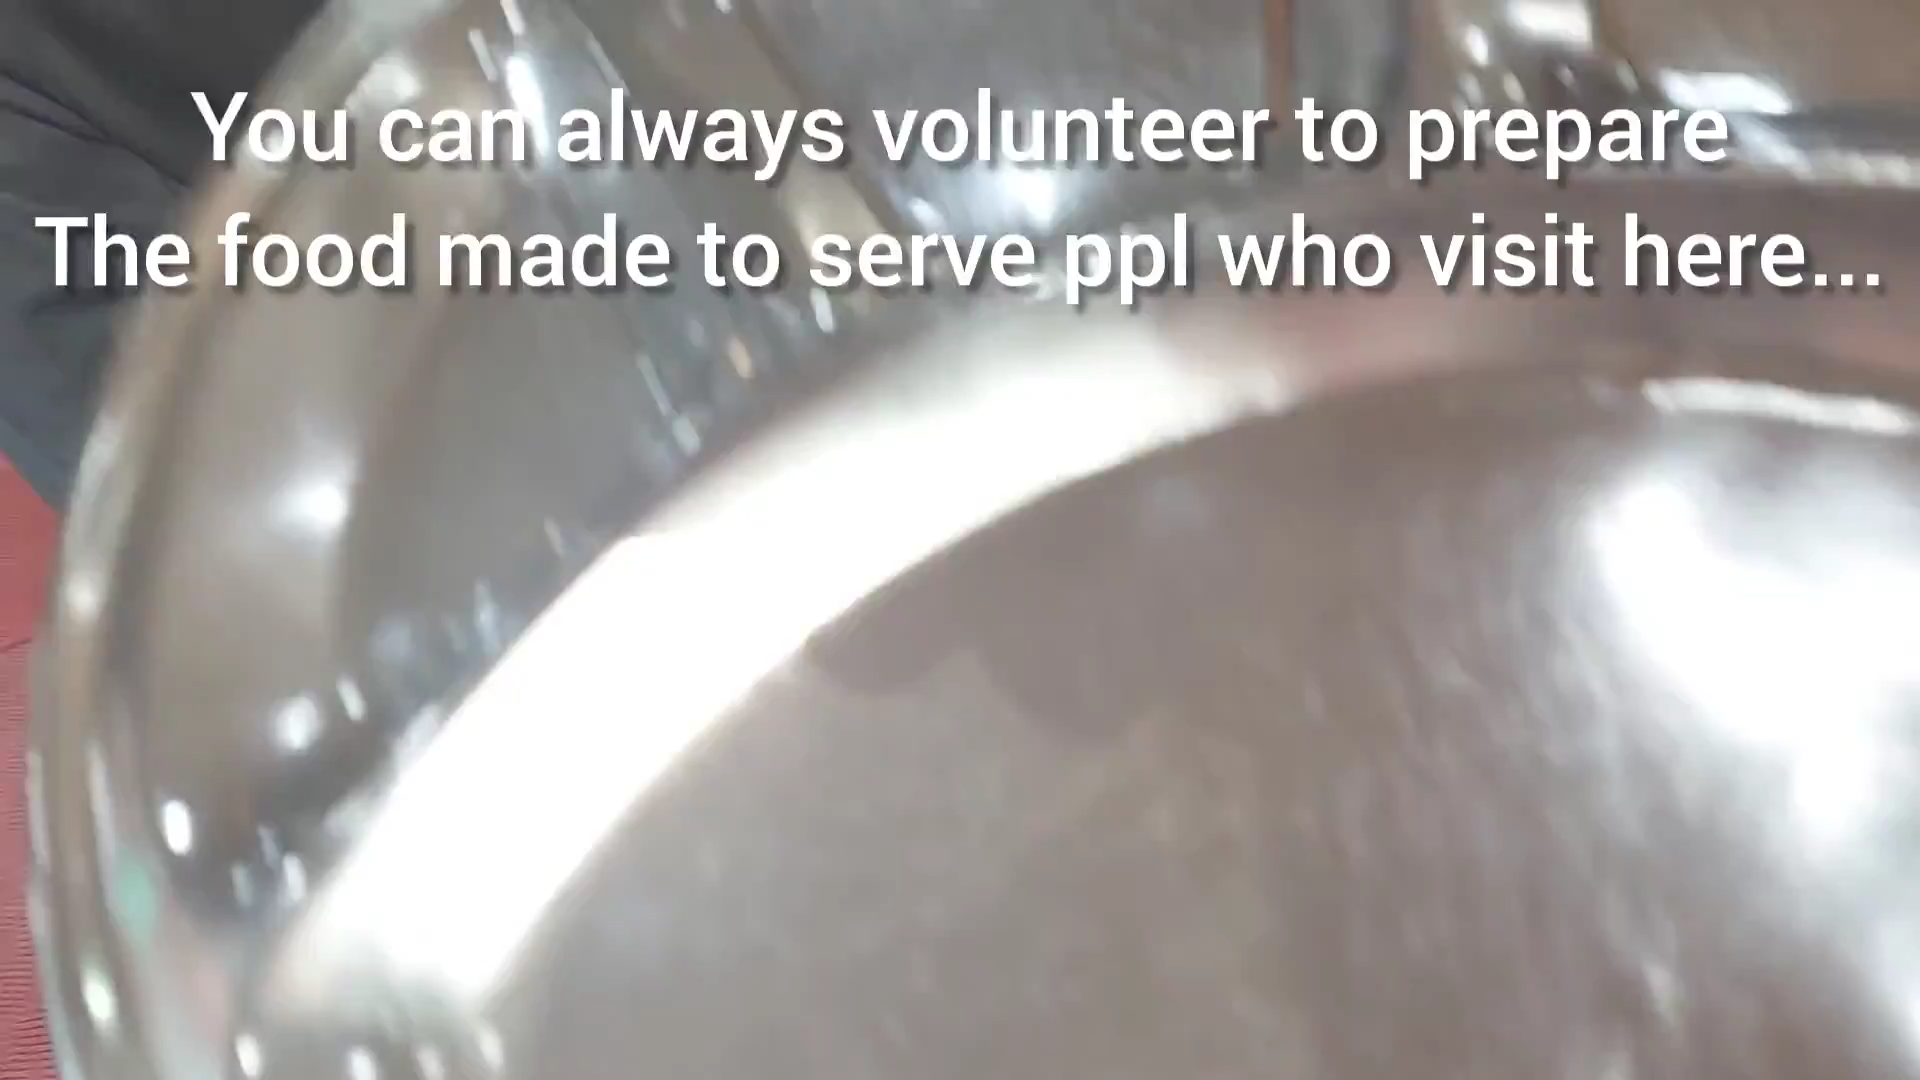 You can always volunteer to prepare
The food made to serve ppl who visit here...